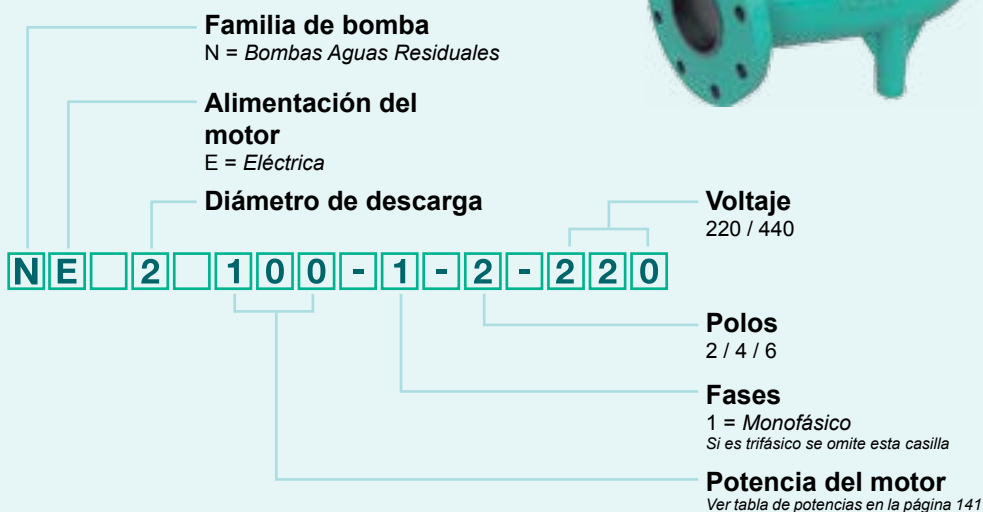 Familia de bomba
N = Bombas Aguas Residuales
Alimentación del
motor
E = Eléctrica
Diámetro de descarga
Voltaje
220 / 440
NE 2 100-1-2-220
Polos
2 / 4 / 6
Fases
1 = Monofásico
Si es trifásico se omite esta casilla
Potencia del motor
Ver tabla de potencias en la página 141